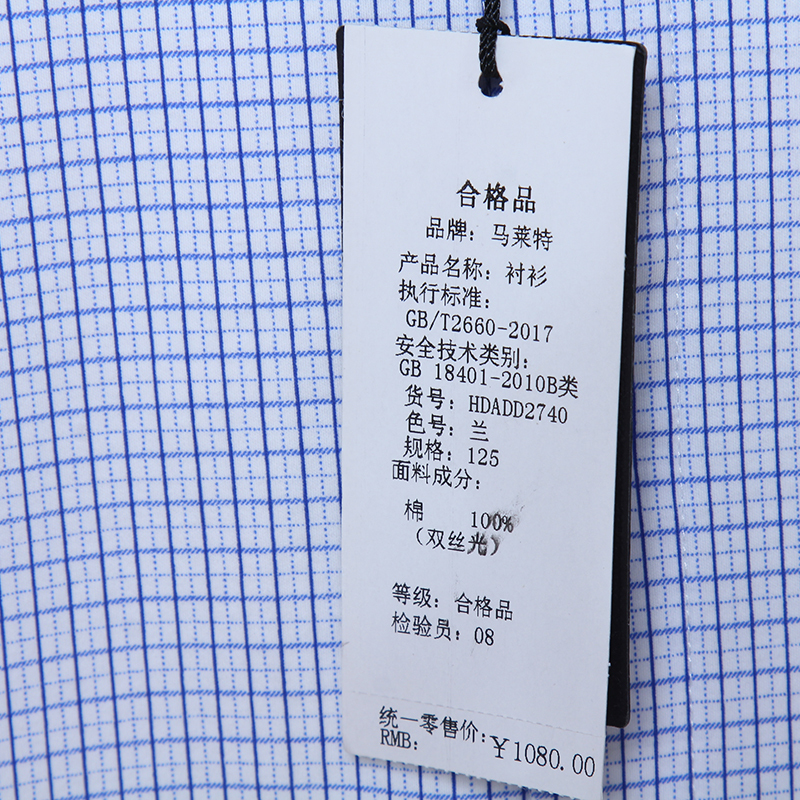 合格品
品牌：马莱特
产品名称：衬衫
执行标准：
GB/T2660-2017
安全技术类别：
GB 18401-2010B类
货号：HDADD2740
色号：兰
规格：125
面料成分：
棉 100%
（双丝光）
等级：合格品
检验员：08
统一零售价：
RMB： ￥1080.00